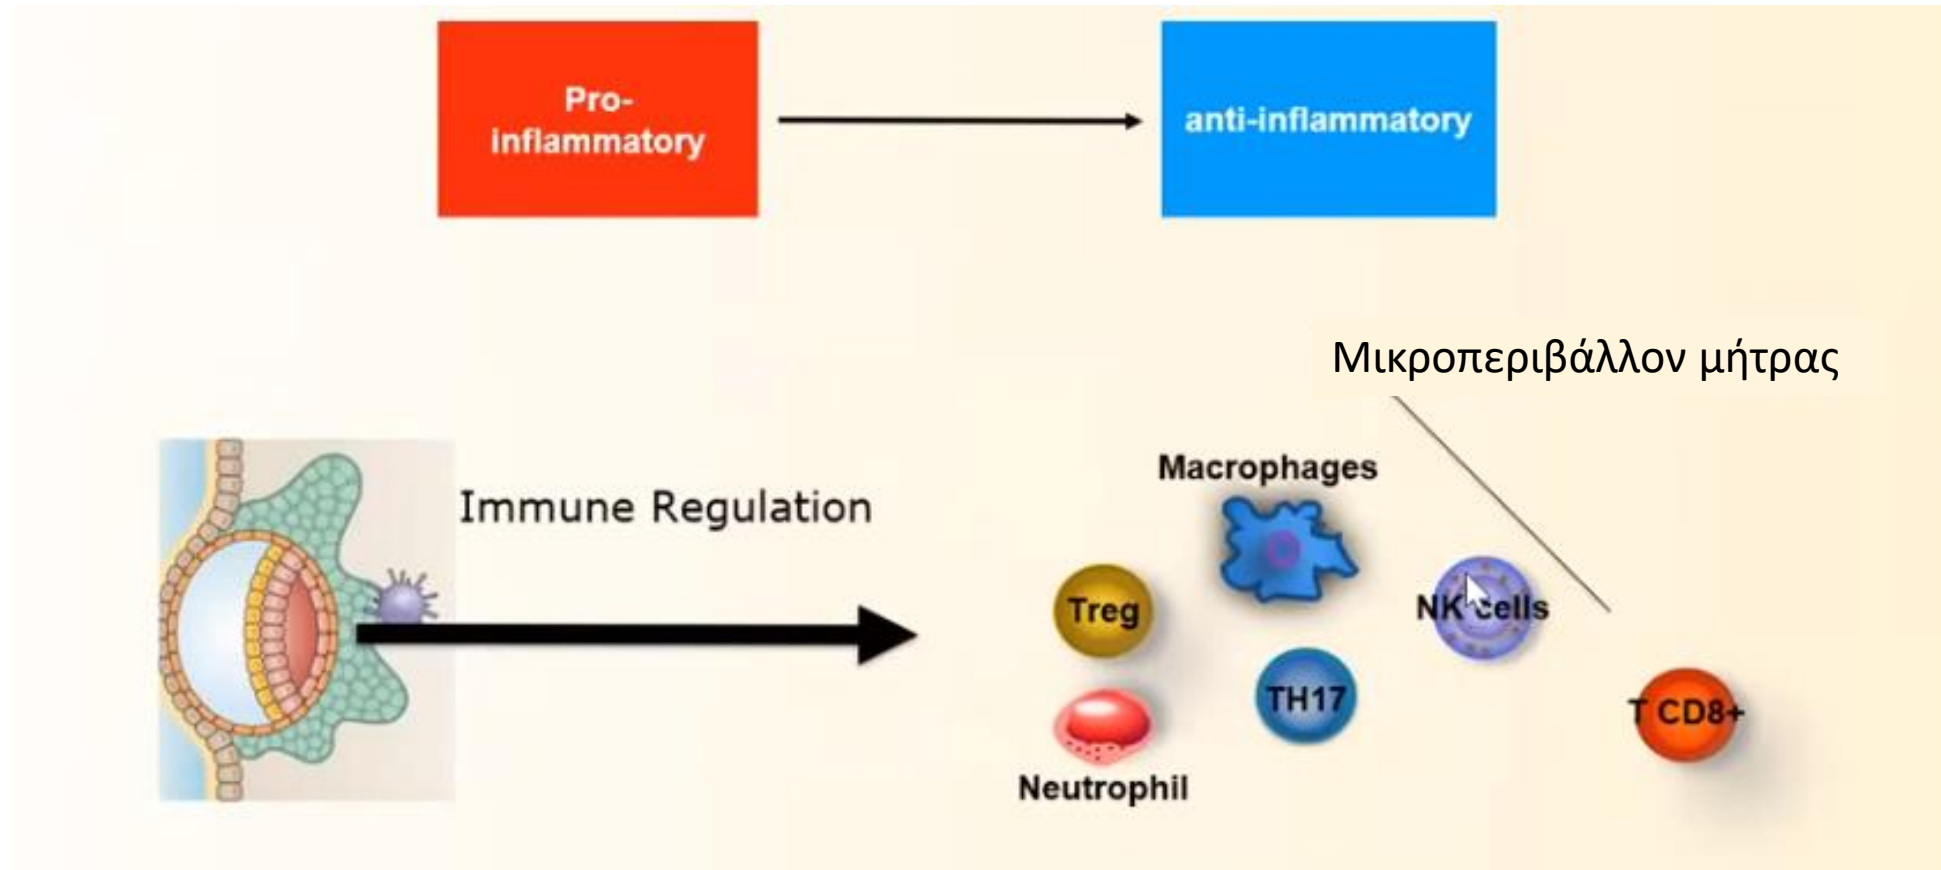 Pro-
inflammatory
anti-inflammatory
Μικροπεριβάλλον μήτρας
Macrophages
Immune Regulation
Treg
NK cells
TH17
T CD8+
Neutrophil